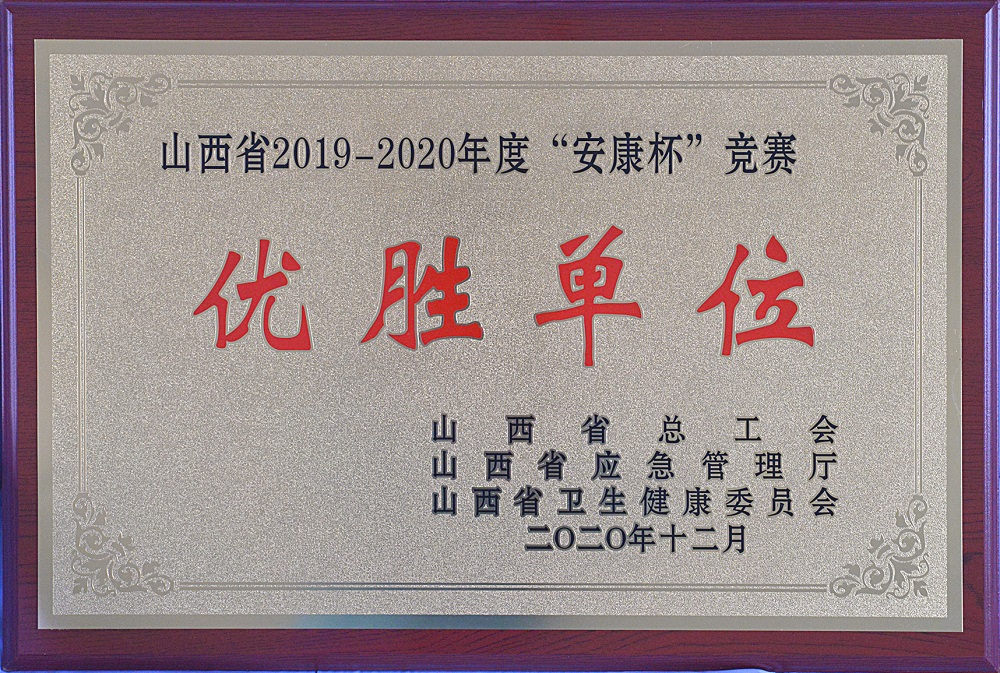 山西省2019-2020年度“安康杯”竞赛
优胜单位
山西省总工会
山西省应急管理厅
山西省卫生健康委员会
二〇二〇年十二月